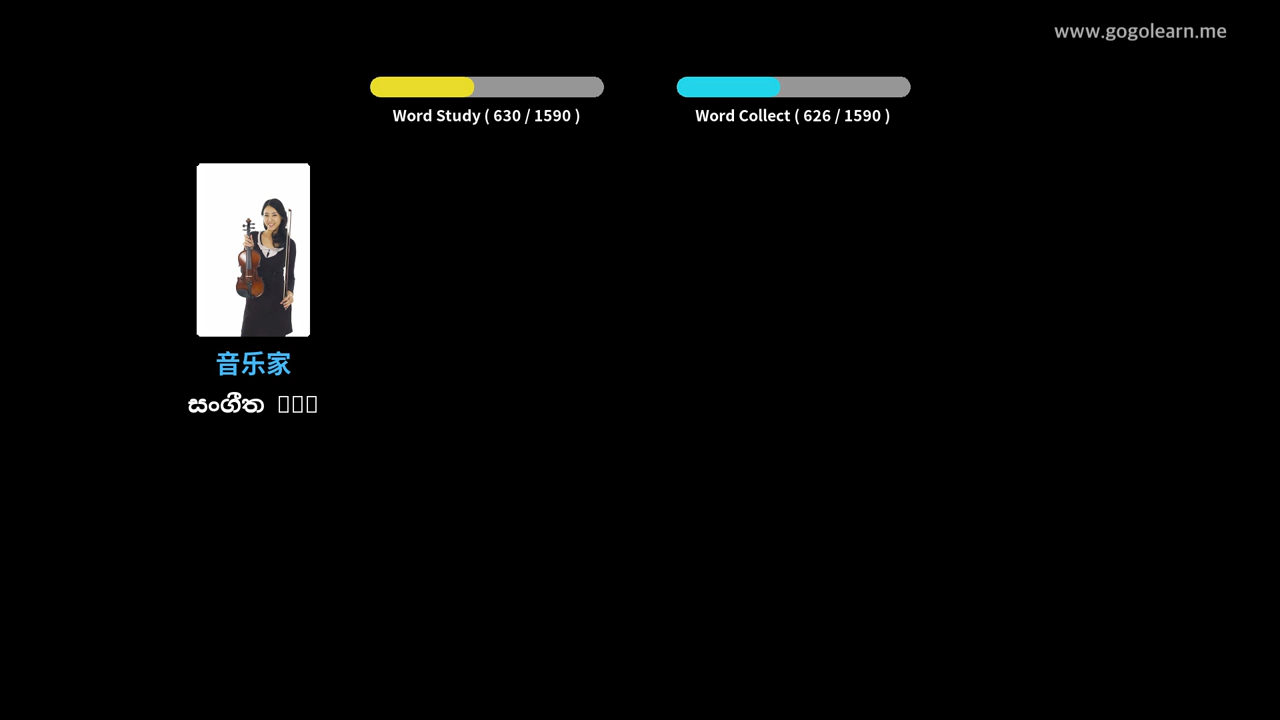 www.gogolearn.me
Word Study ( 630 / 1590 )
Word Collect ( 626 / 1590 )
音乐家
සංගීත